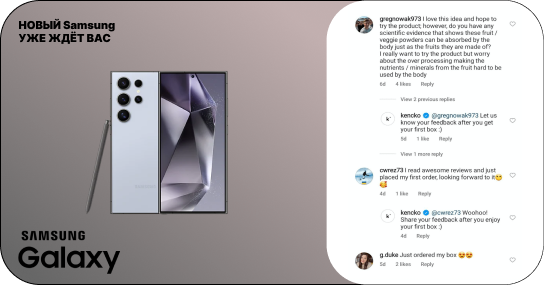 НОВЫЙ Samsung
УЖЕ ЖДЁТ ВАС
SAMSUNG
Galaxy
gregnowak973 I love this idea and hope to
try the product; however, do you have any
scientific evidence that shows these fruit /
veggie powders can be absorbed by the
body just as the fruits they are made of?
I really want to try the product but worry
about the over processing making the
nutrients / minerals from the fruit hard to be
used by the body
6d 4 likes Reply
View 2 previous replies
kencko @gregnowak973 Let us
know your feedback after you get
your first box :)
5d 1 like Reply
View 1 more reply
cwrez73 I read awesome reviews and just
placed my first order, looking forward to it😁
🥰
4d 1 like Reply
kencko @cwrez73 Woohoo!
Share your feedback after you enjoy
your first box :)
4d Reply
g.duke Just ordered my box 😍😍
5d 2 likes Reply